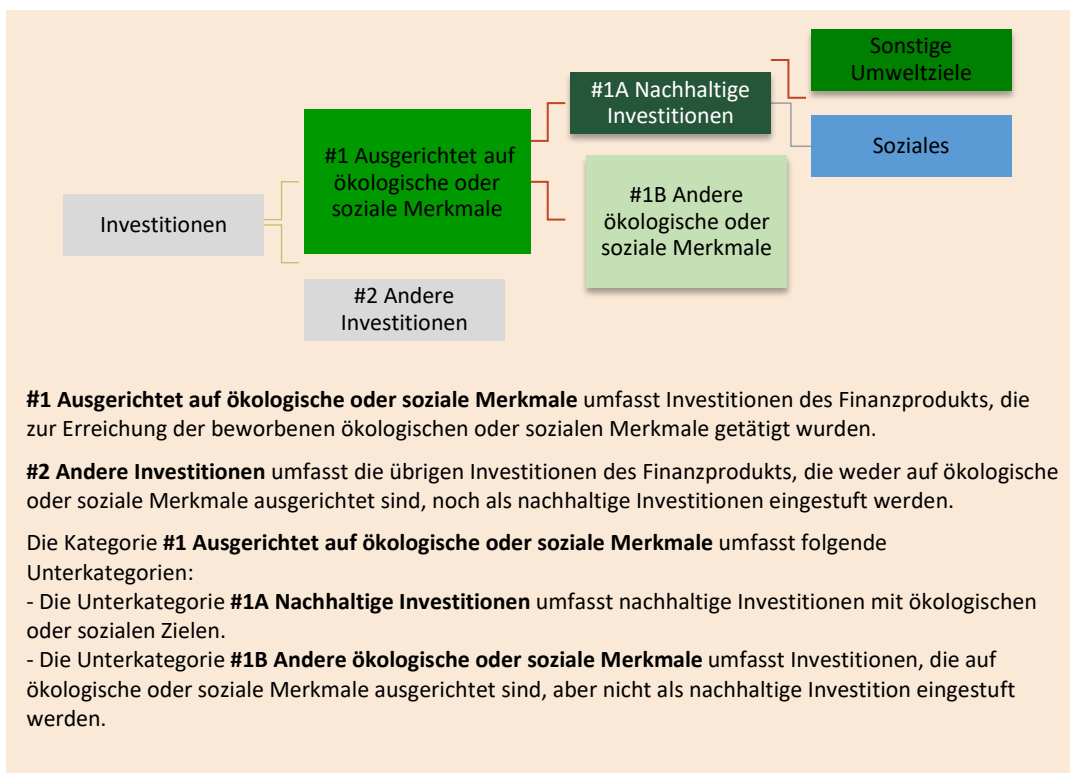 Sonstige
Umweltziele
#1A Nachhaltige
Investitionen
#1 Ausgerichtet auf
ökologische oder
soziale Merkmale
Soziales
#1B Andere
ökologische oder
soziale Merkmale
Investitionen
#2 Andere
Investitionen
#1 Ausgerichtet auf ökologische oder soziale Merkmale umfasst Investitionen des Finanzprodukts, die
zur Erreichung der beworbenen ökologischen oder sozialen Merkmale getätigt wurden.
#2 Andere Investitionen umfasst die übrigen Investitionen des Finanzprodukts, die weder auf ökologische
oder soziale Merkmale ausgerichtet sind, noch als nachhaltige Investitionen eingestuft werden.
Die Kategorie #1 Ausgerichtet auf ökologische oder soziale Merkmale umfasst folgende
Unterkategorien:
- Die Unterkategorie #1A Nachhaltige Investitionen umfasst nachhaltige Investitionen mit ökologischen
oder sozialen Zielen.
- Die Unterkategorie #1B Andere ökologische oder soziale Merkmale umfasst Investitionen, die auf
ökologische oder soziale Merkmale ausgerichtet sind, aber nicht als nachhaltige Investition eingestuft
werden.